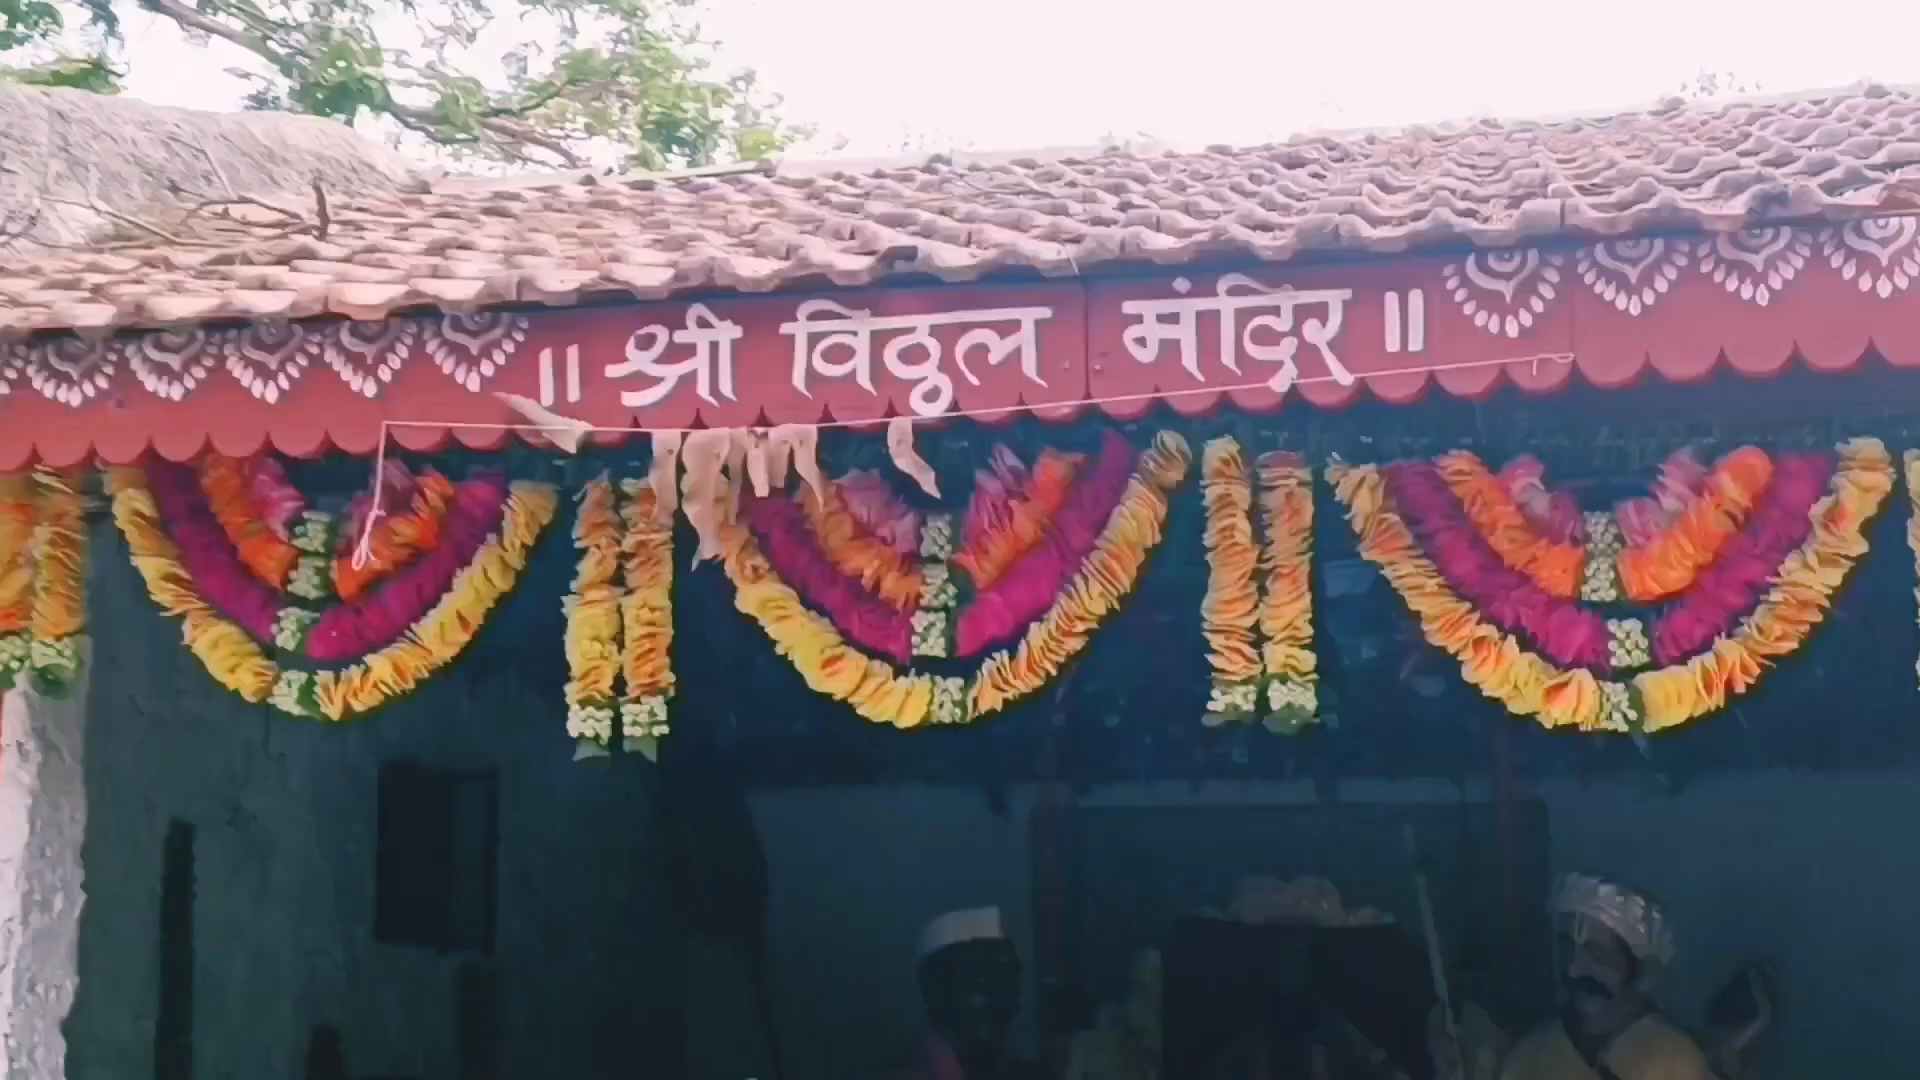 ॥ श्री विठ्ठल मंदिर ॥